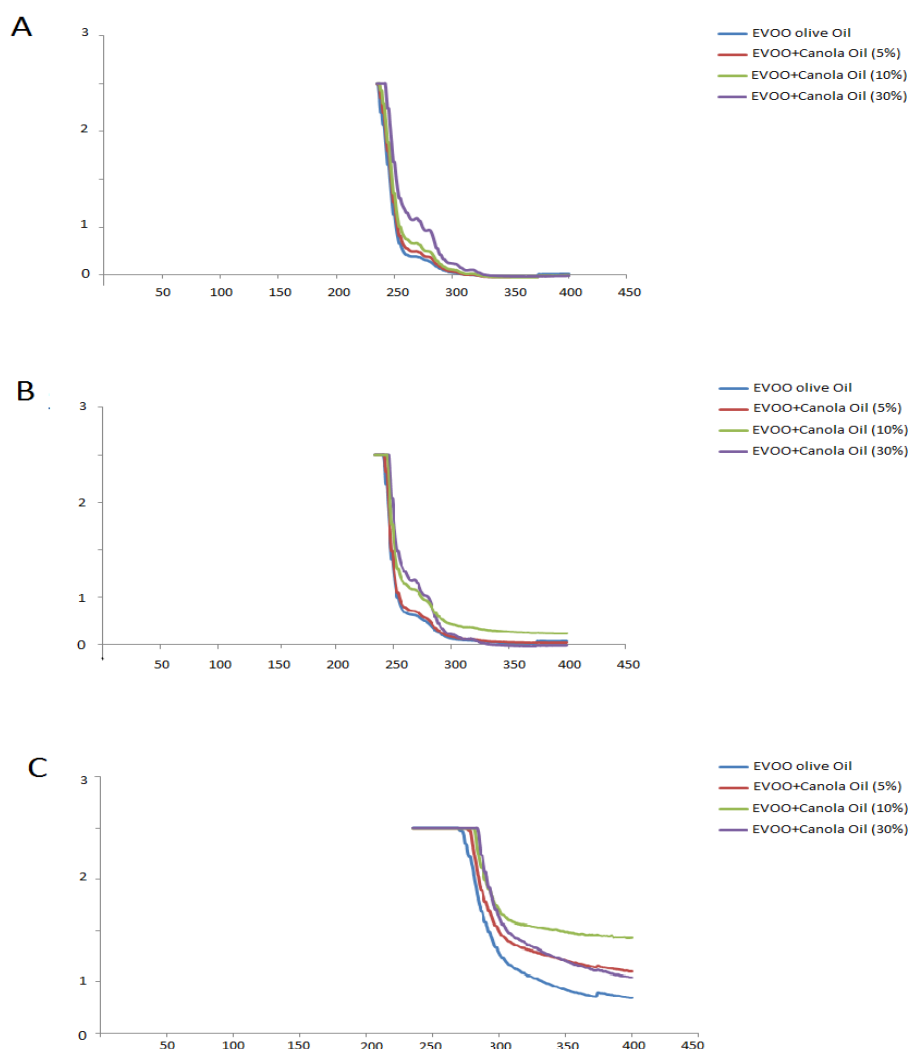 A
EVOO olive Oil
EVOO+Canola Oil (5%)
EVOO+Canola Oil (10%)
EVOO+Canola Oil (30%)
3
2
1
0
50 100 150 200 250 300 350 400 450
B
EVOO olive Oil
EVOO+Canola Oil (5%)
EVOO+Canola Oil (10%)
EVOO+Canola Oil (30%)
3
2
1
0
50 100 150 200 250 300 350 400 450
C
EVOO olive Oil
EVOO+Canola Oil (5%)
EVOO+Canola Oil (10%)
EVOO+Canola Oil (30%)
3
2
1
0
50 100 150 200 250 300 350 400 450